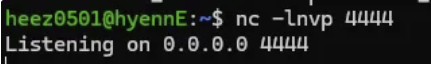 heez0501@hyennE:~$ nc -lnvp 4444
Listening on 0.0.0.0 4444